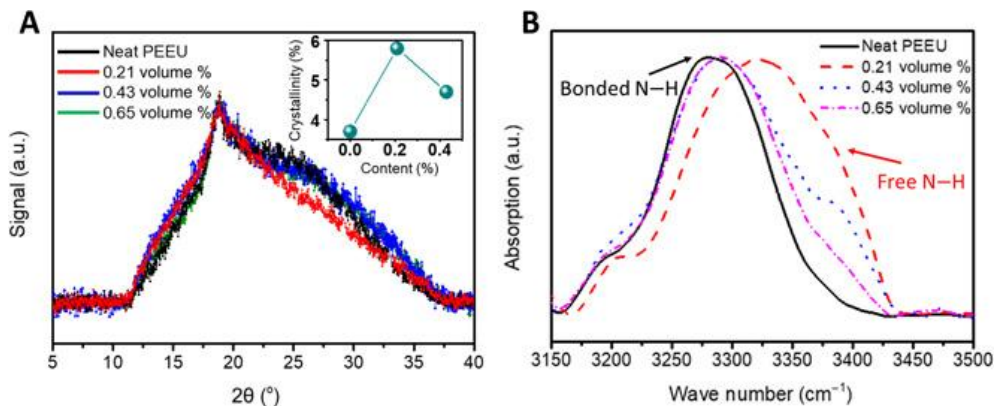 A
Neat PEEU
0.21 volume %
0.43 volume %
0.65 volume %
Signal (a.u.)
5
10
15
20
25
30
35
40
2θ (°)
Crystallinity (%)
6
5
4
0.0
0.2
0.4
Content (%)
B
Neat PEEU
0.21 volume %
0.43 volume %
0.65 volume %
Bonded N–H
Free N–H
Absorption (a.u.)
3150
3200
3250
3300
3350
3400
3450
3500
Wave number (cm⁻¹)